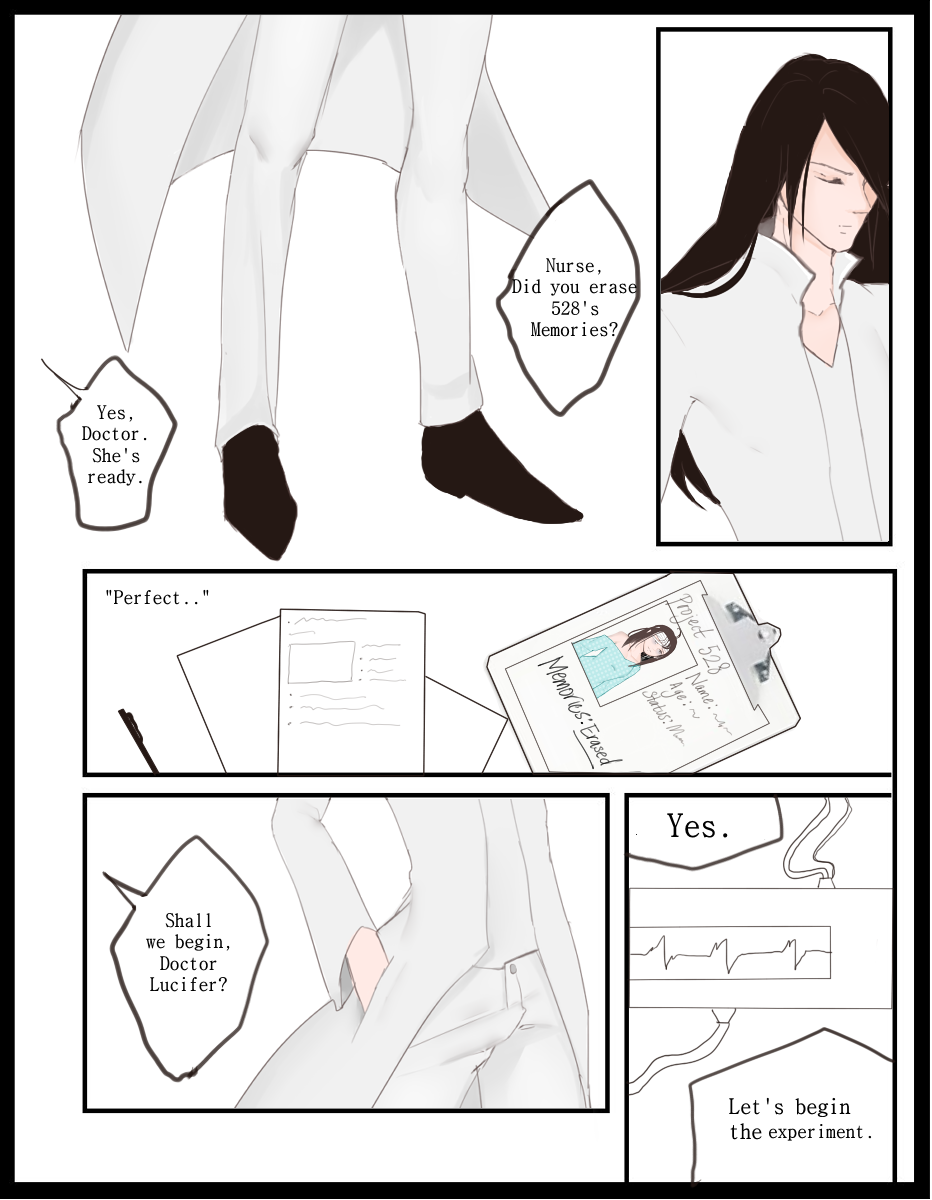 Nurse,
Did you erase
528's
Memories?
Yes,
Doctor.
She's
ready.
"Perfect.."
Project 528
Name:
Age:
Status:
Memories: Erased
Shall
we begin,
Doctor
Lucifer?
Yes.
Let's begin
the experiment.